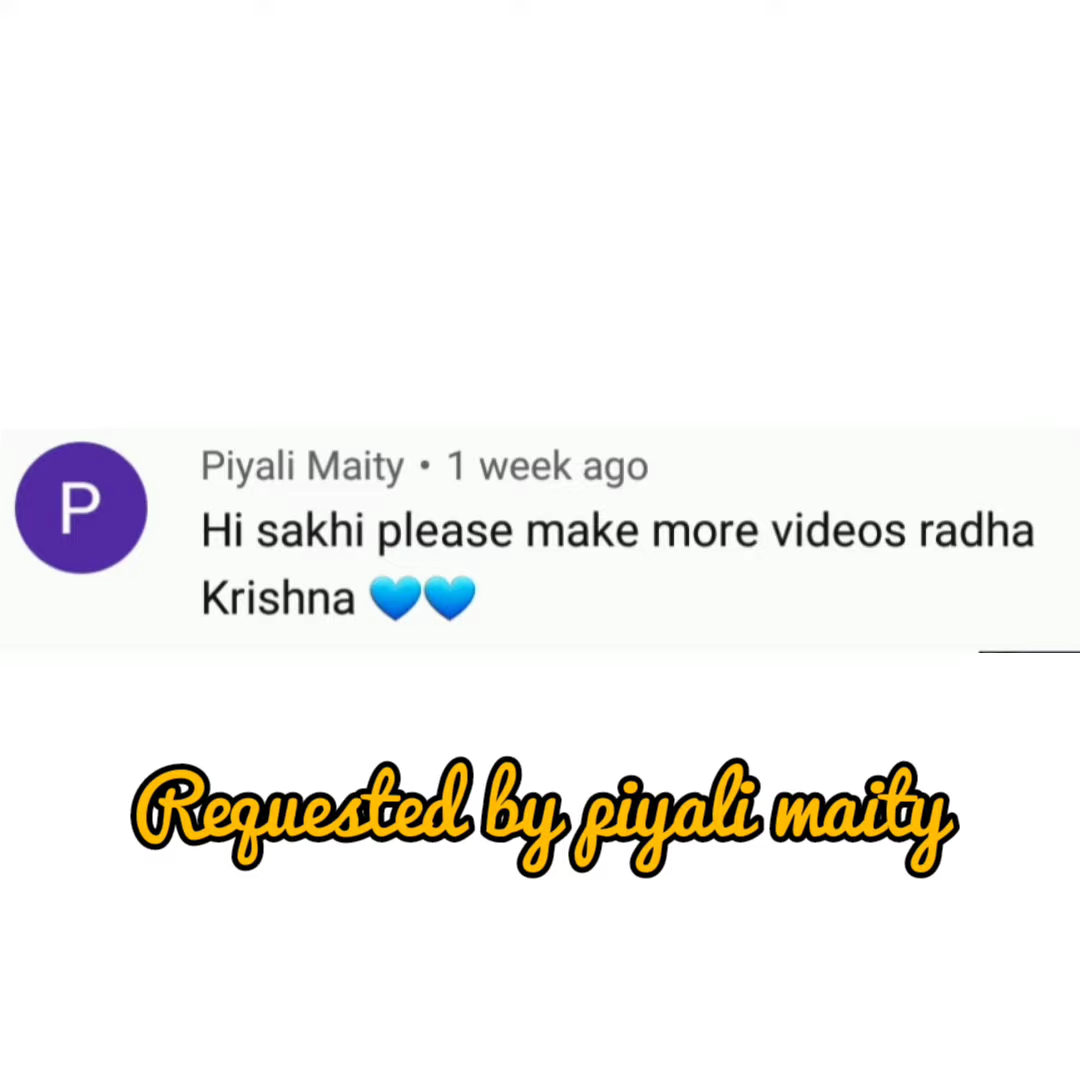 P
Piyali Maity • 1 week ago
Hi sakhi please make more videos radha
Krishna 💙💙
Requested by piyali maity